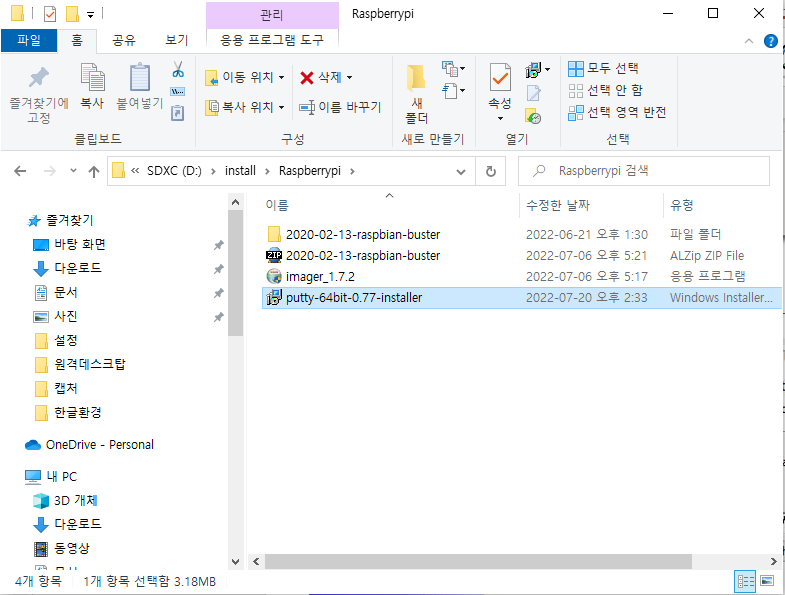 관리
Raspberrypi
파일
홈
공유
보기
응용 프로그램 도구
즐겨찾기에
고정
복사
붙여넣기
클립보드
이동 위치
복사 위치
삭제
이름 바꾸기
구성
새
폴더
새로 만들기
속성
열기
모두 선택
선택 안 함
선택 영역 반전
선택
« SDXC (D:) > install > Raspberrypi >
Raspberrypi 검색
이름 수정한 날짜 유형
2020-02-13-raspbian-buster 2022-06-21 오후 1:30 파일 폴더
2020-02-13-raspbian-buster 2022-07-06 오후 5:21 ALZip ZIP File
imager_1.7.2 2022-07-06 오후 5:17 응용 프로그램
putty-64bit-0.77-installer 2022-07-20 오후 2:33 Windows Installer...
즐겨찾기
바탕 화면
다운로드
문서
사진
설정
원격데스크탑
캡처
한글환경
OneDrive - Personal
내 PC
3D 개체
다운로드
동영상
4개 항목
1개 항목 선택함 3.18MB